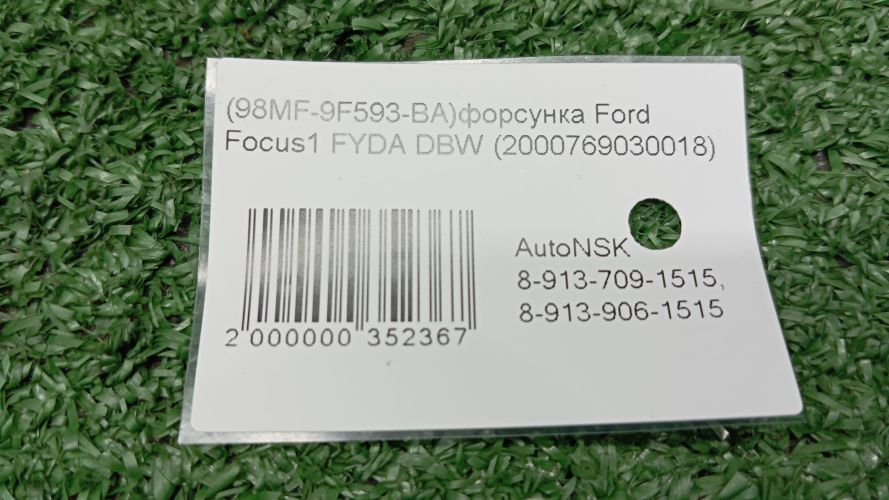 (98MF-9F593-BA)форсунка Ford
Focus1 FYDA DBW (2000769030018)
AutoNSK
8-913-709-1515,
8-913-906-1515
2 000000 352367